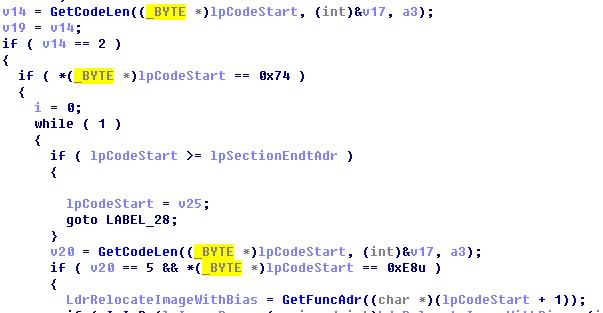 v14 = GetCodeLen((_BYTE *)lpCodeStart, (int)&v17, a3);
v19 = v14;
if ( v14 == 2 )
{
if ( *(_BYTE *)lpCodeStart == 0x74 )
{
i = 0;
while ( 1 )
{
if ( lpCodeStart >= lpSectionEndtAdr )
{
lpCodeStart = v25;
goto LABEL_28;
}
v20 = GetCodeLen((_BYTE *)lpCodeStart, (int)&v17, a3);
if ( v20 == 5 && *(_BYTE *)lpCodeStart == 0xE8u )
{
LdrRelocateImageWithBias = GetFuncAdr((char *)(lpCodeStart + 1));